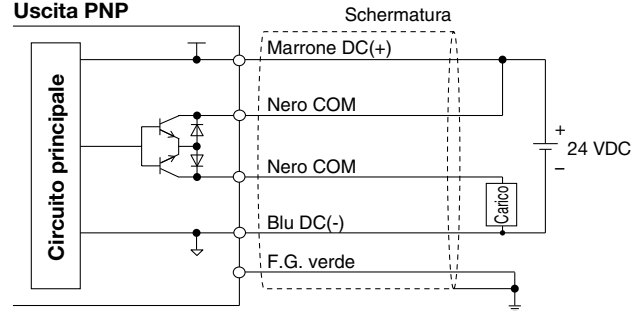 Uscita PNP
Schermatura
Marrone DC(+)
Nero COM
Circuito principale
+
24 VDC
–
Nero COM
Carico
Blu DC(-)
F.G. verde